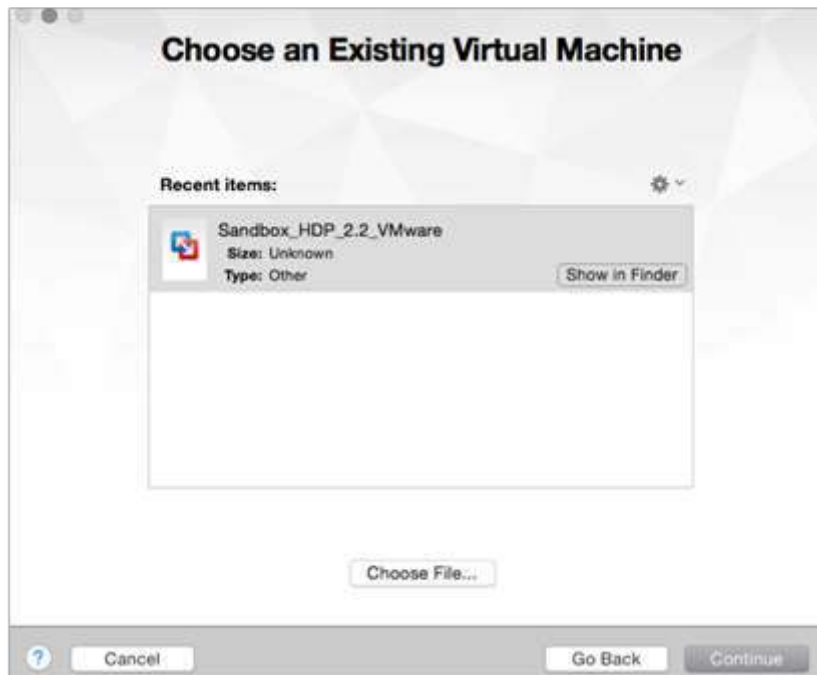 Choose an Existing Virtual Machine
Recent items:
Sandbox_HDP_2.2_VMware
Size: Unknown
Type: Other
Show in Finder
Choose File...
?
Cancel
Go Back
Continue